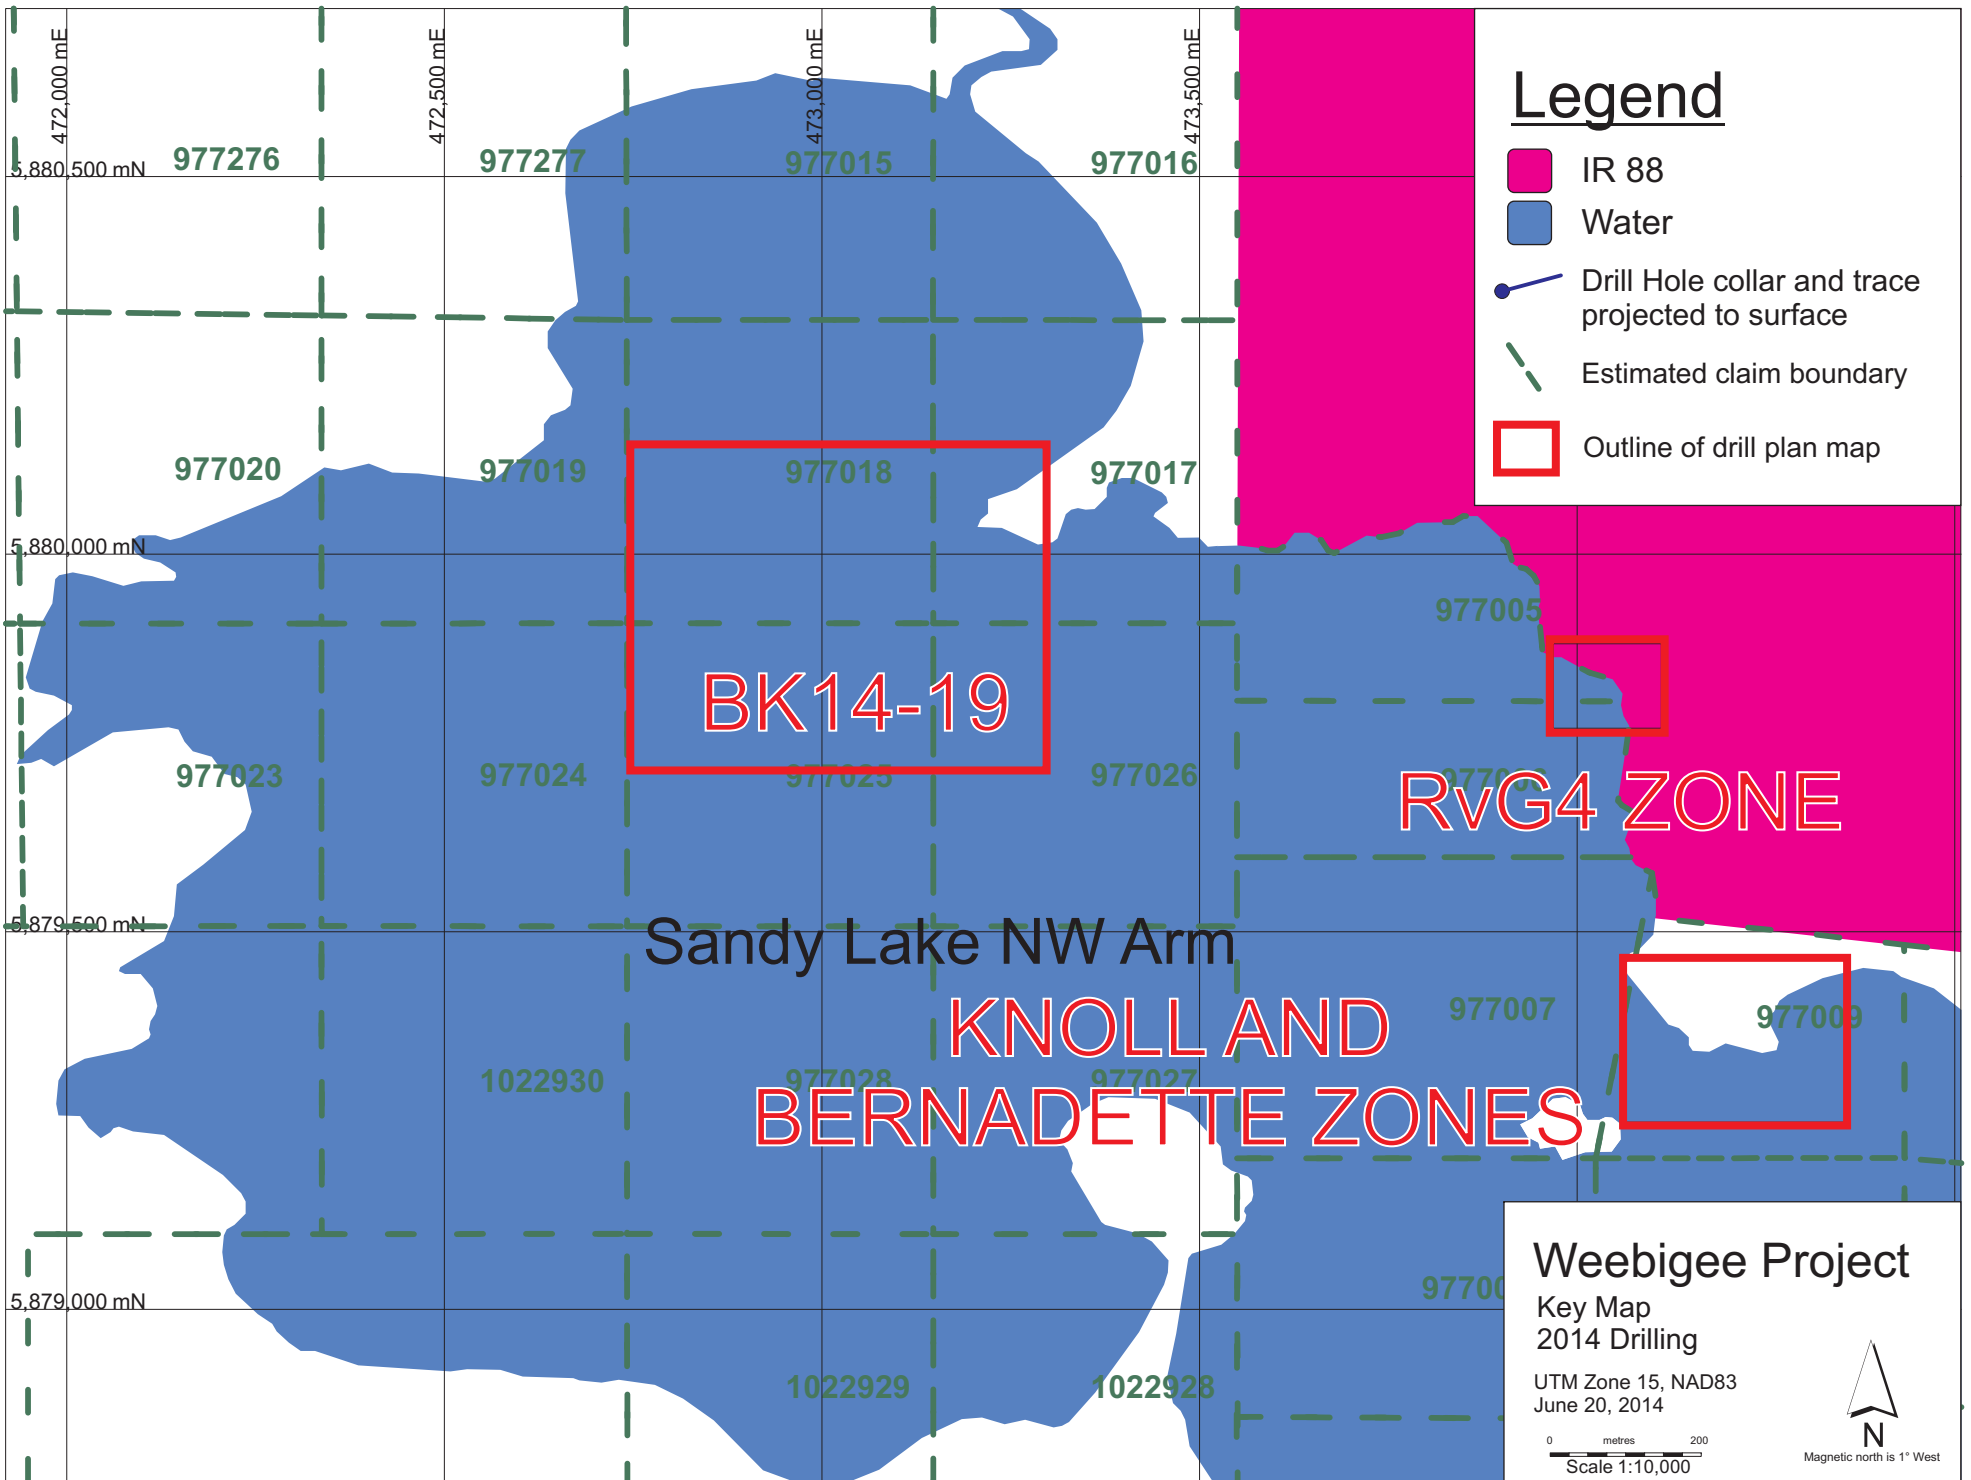 472,000 mE
472,500 mE
473,000 mE
473,500 mE
5,880,500 mN
977276
977277
977015
977016
Legend
IR 88
Water
Drill Hole collar and trace
projected to surface
Estimated claim boundary
Outline of drill plan map
977020
977019
977018
977017
5,880,000 mN
977005
BK14-19
977023
977024
977025
977026
977006
RvG4 ZONE
5,879,500 mN
Sandy Lake NW Arm
KNOLL AND
BERNADETTE ZONES
977007
977009
1022930
977028
977027
5,879,000 mN
97700
1022929
1022928
Weebigee Project
Key Map
2014 Drilling
UTM Zone 15, NAD83
June 20, 2014
0 metres 200
Scale 1:10,000
N
Magnetic north is 1° West